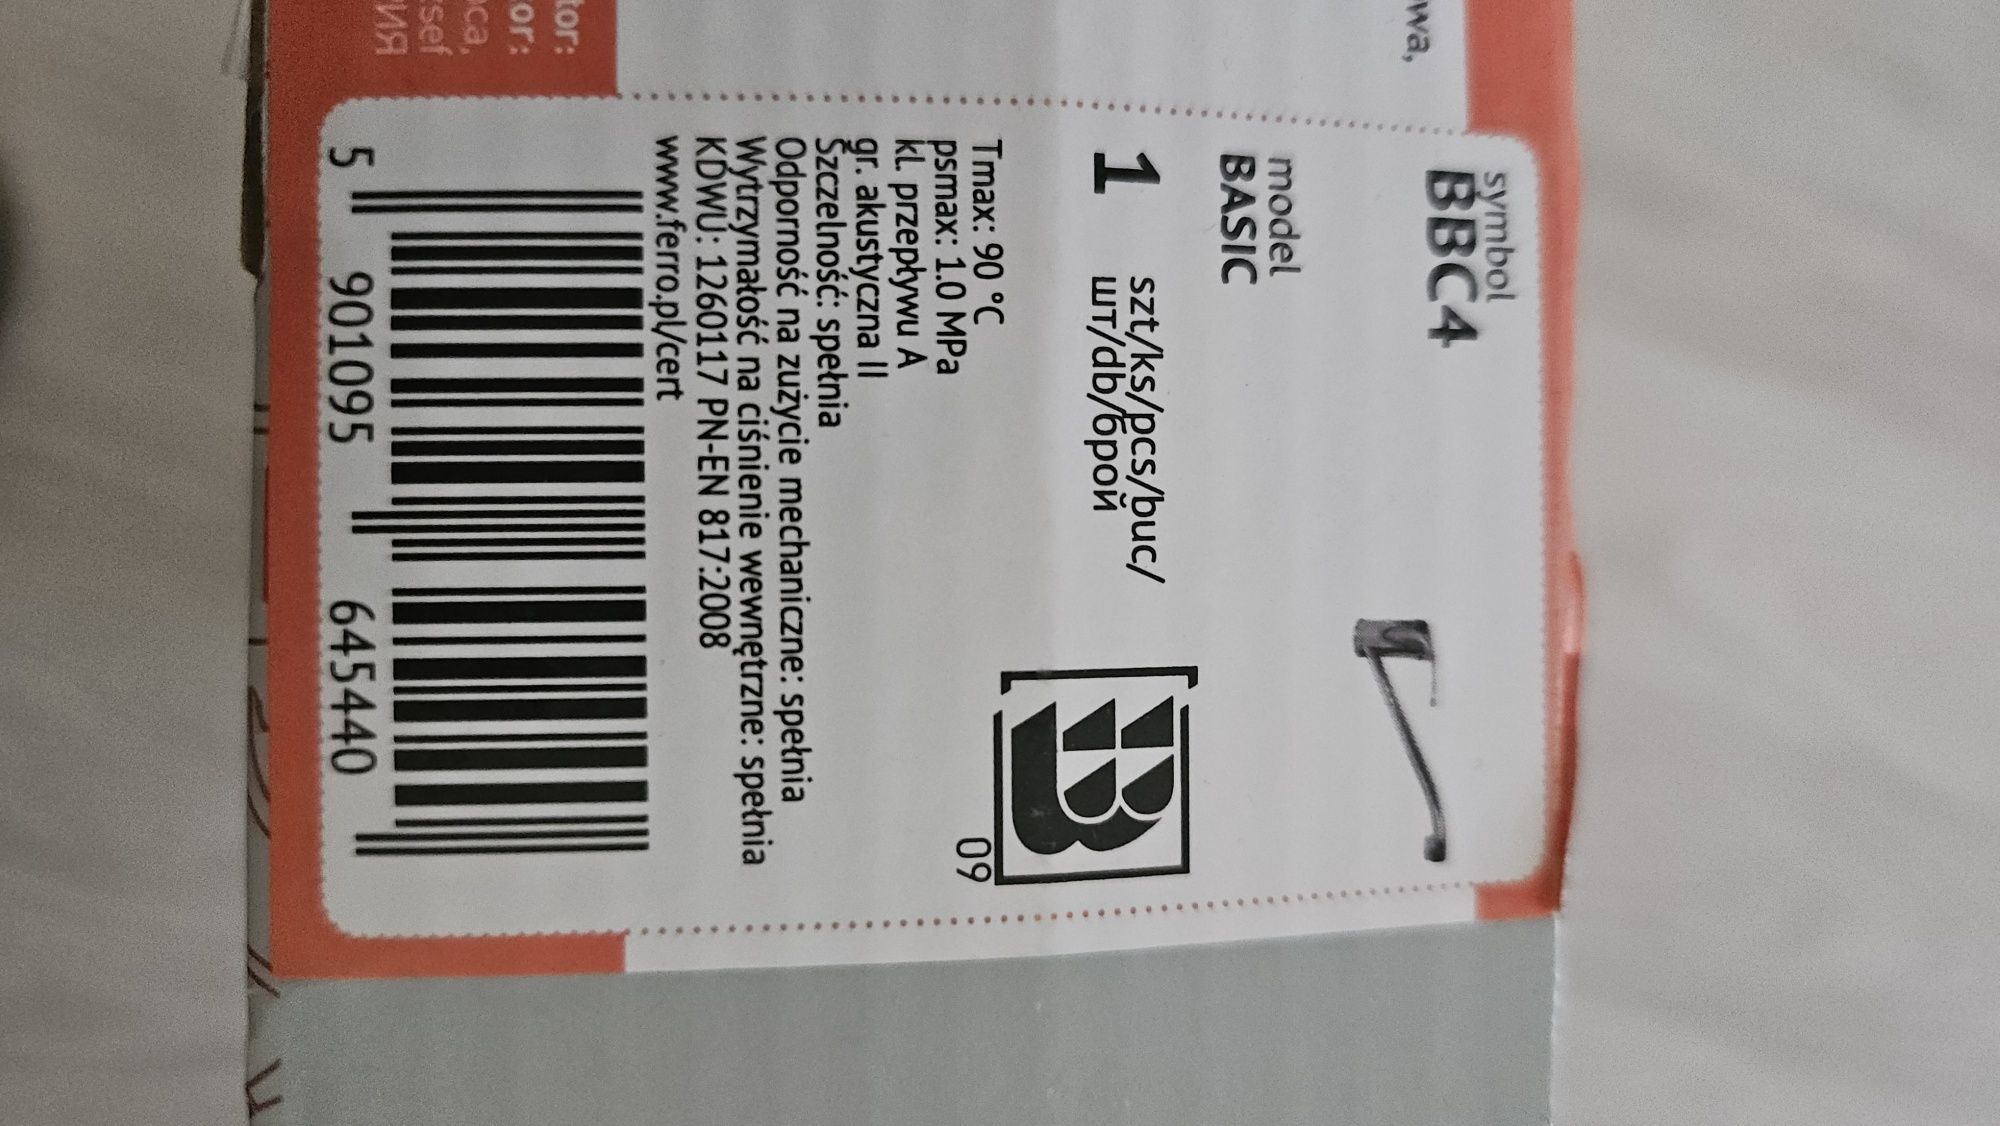 symbol
BBC4
model
BASIC
1 szt/ks/pcs/buc/
шт/db/брой
B
09
Tmax: 90 °C
psmax: 1.0 MPa
kl. przepływu A
gr. akustyczna II
Szczelność: spełnia
Odporność na zużycie mechaniczne: spełnia
Wytrzymałość na ciśnienie wewnętrzne: spełnia
KDWU: 1260117 PN-EN 817:2008
www.ferro.pl/cert
5 901095 645440